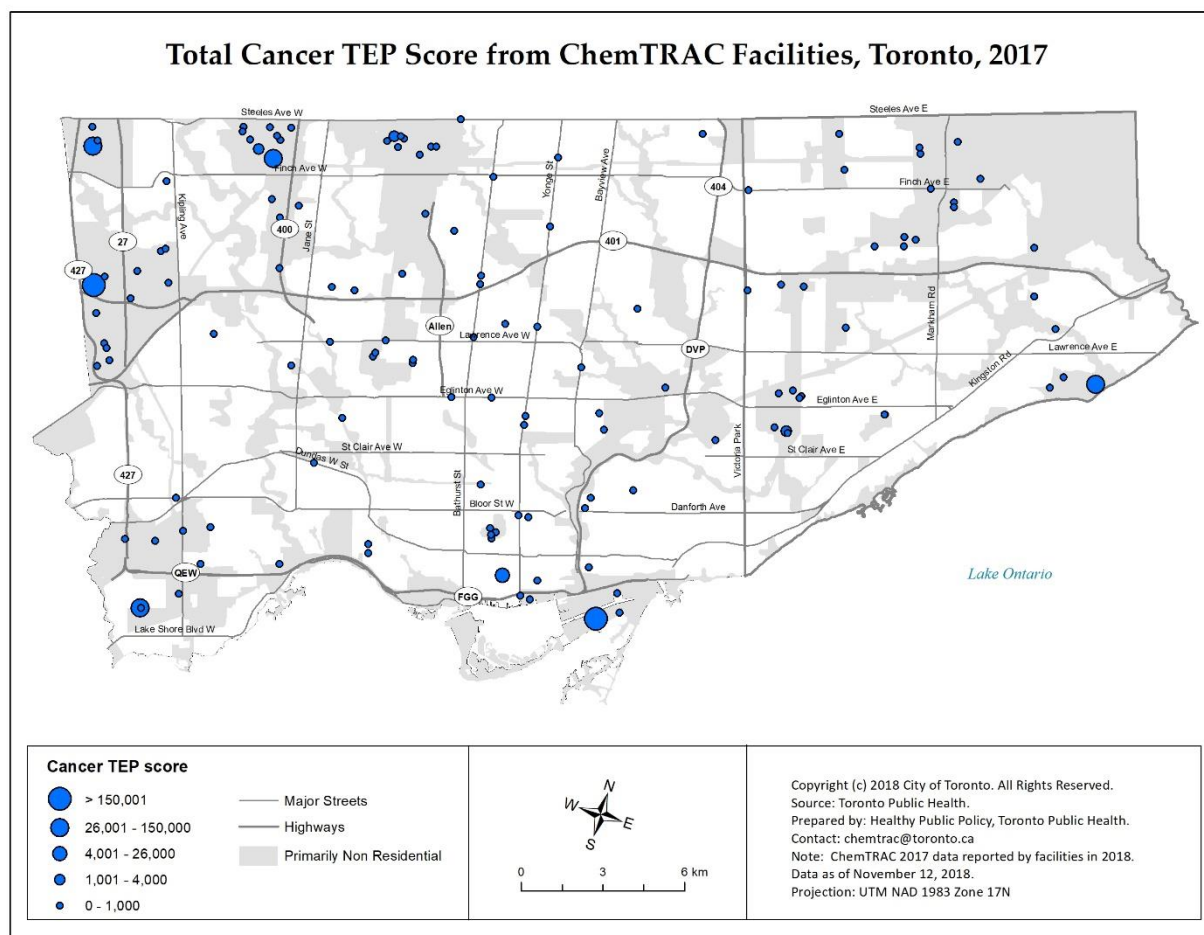 Total Cancer TEP Score from ChemTRAC Facilities, Toronto, 2017
Steeles Ave W
Steeles Ave E
Finch Ave W
Finch Ave E
Kipling Ave
Jane St
Yonge St
Bayview Ave
Markham Rd
27
400
404
401
427
Allen
DVP
Lawrence Ave W
Lawrence Ave E
Kingston Rd
Eglinton Ave W
Eglinton Ave E
Victoria Park
St Clair Ave W
St Clair Ave E
Dundas W St
427
Bathurst St
Bloor St W
Danforth Ave
QEW
FGG
Lake Shore Blvd W
Lake Ontario
Cancer TEP score
> 150,001
26,001 - 150,000
4,001 - 26,000
1,001 - 4,000
0 - 1,000
Major Streets
Highways
Primarily Non Residential
N
W
E
S
0 3 6 km
Copyright (c) 2018 City of Toronto. All Rights Reserved.
Source: Toronto Public Health.
Prepared by: Healthy Public Policy, Toronto Public Health.
Contact: chemtrac@toronto.ca
Note: ChemTRAC 2017 data reported by facilities in 2018.
Data as of November 12, 2018.
Projection: UTM NAD 1983 Zone 17N